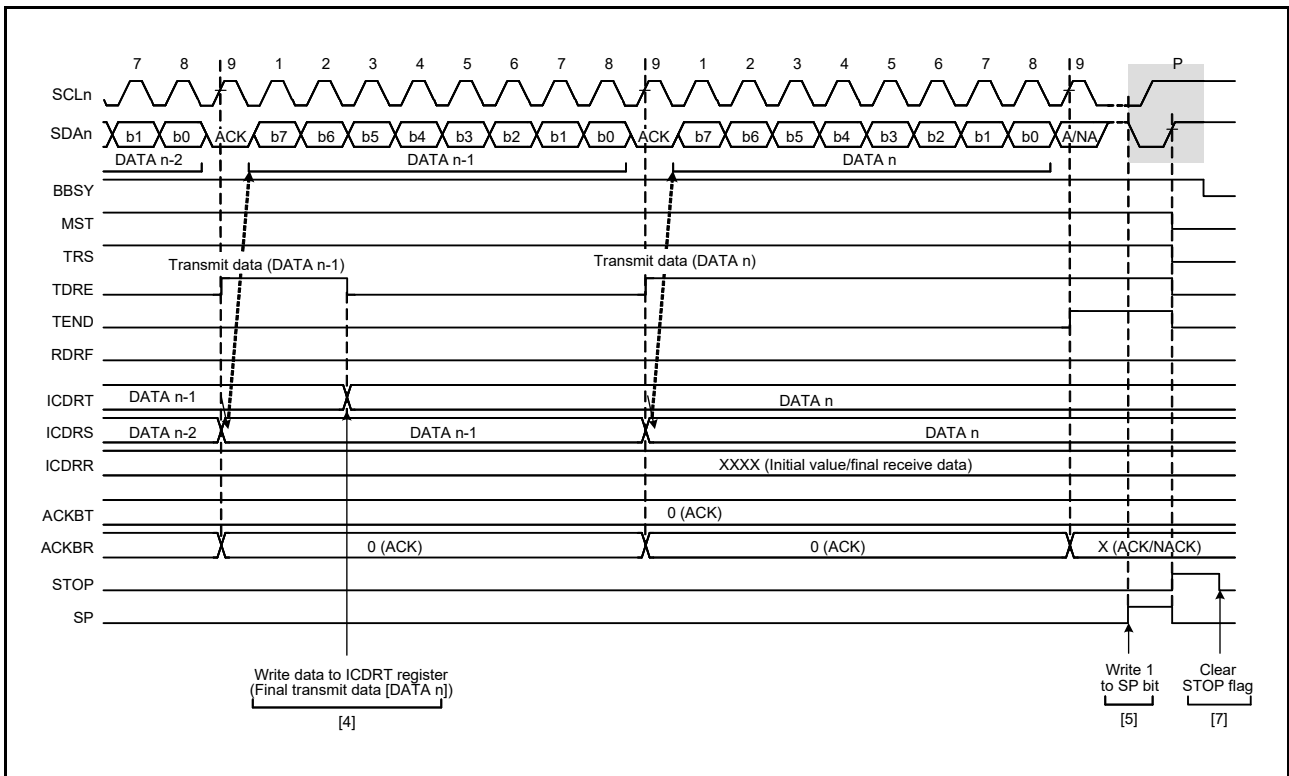 7 8 9 1 2 3 4 5 6 7 8 9 1 2 3 4 5 6 7 8 9 P
SCLn
SDAn b1 b0 ACK b7 b6 b5 b4 b3 b2 b1 b0 ACK b7 b6 b5 b4 b3 b2 b1 b0 A/NA
DATA n-2 DATA n-1 DATA n
BBSY
MST
TRS
Transmit data (DATA n-1) Transmit data (DATA n)
TDRE
TEND
RDRF
ICDRT DATA n-1 DATA n
ICDRS DATA n-2 DATA n-1 DATA n
ICDRR XXXX (Initial value/final receive data)
ACKBT 0 (ACK)
ACKBR 0 (ACK) 0 (ACK) X (ACK/NACK)
STOP
SP
Write data to ICDRT register
(Final transmit data [DATA n])
[4]
Write 1
to SP bit
[5]
Clear
STOP flag
[7]